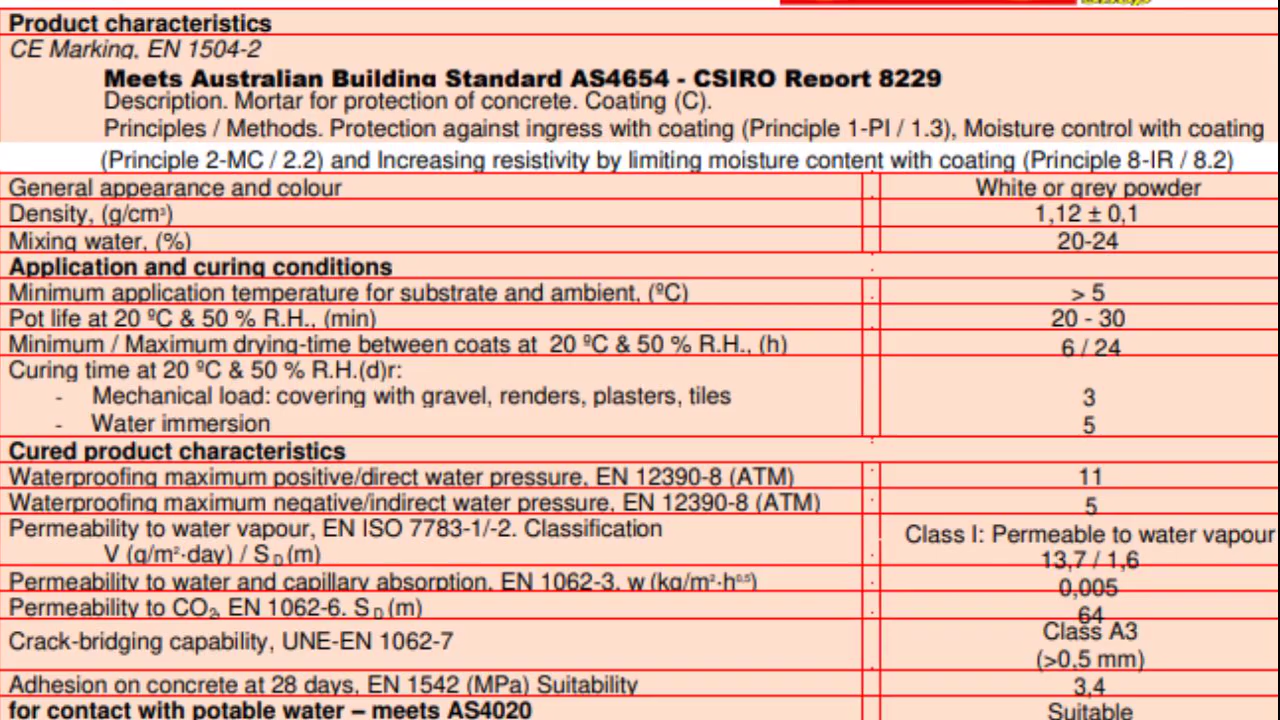 Product characteristics
CE Marking, EN 1504-2
Meets Australian Building Standard AS4654 - CSIRO Report 8229
Description. Mortar for protection of concrete. Coating (C).
Principles / Methods. Protection against ingress with coating (Principle 1-PI / 1.3), Moisture control with coating
(Principle 2-MC / 2.2) and Increasing resistivity by limiting moisture content with coating (Principle 8-IR / 8.2)
General appearance and colour : White or grey powder
Density, (g/cm³) 1,12 ± 0,1
Mixing water, (%) 20-24
Application and curing conditions :
Minimum application temperature for substrate and ambient, (ºC) : > 5
Pot life at 20 ºC & 50 % R.H., (min) : 20 - 30
Minimum / Maximum drying-time between coats at 20 ºC & 50 % R.H., (h) 6 / 24
Curing time at 20 ºC & 50 % R.H.(d)r:
- Mechanical load: covering with gravel, renders, plasters, tiles 3
- Water immersion 5
Cured product characteristics :
Waterproofing maximum positive/direct water pressure, EN 12390-8 (ATM) : 11
Waterproofing maximum negative/indirect water pressure, EN 12390-8 (ATM) : 5
Permeability to water vapour, EN ISO 7783-1/-2. Classification Class I: Permeable to water vapour
V (g/m²·day) / S D (m) : 13,7 / 1,6
Permeability to water and capillary absorption, EN 1062-3, w (kg/m²·h⁰·⁵) : 0,005
Permeability to CO₂, EN 1062-6. S D (m) : 64
Crack-bridging capability, UNE-EN 1062-7 Class A3
(>0,5 mm)
Adhesion on concrete at 28 days, EN 1542 (MPa) Suitability 3,4
for contact with potable water – meets AS4020 Suitable